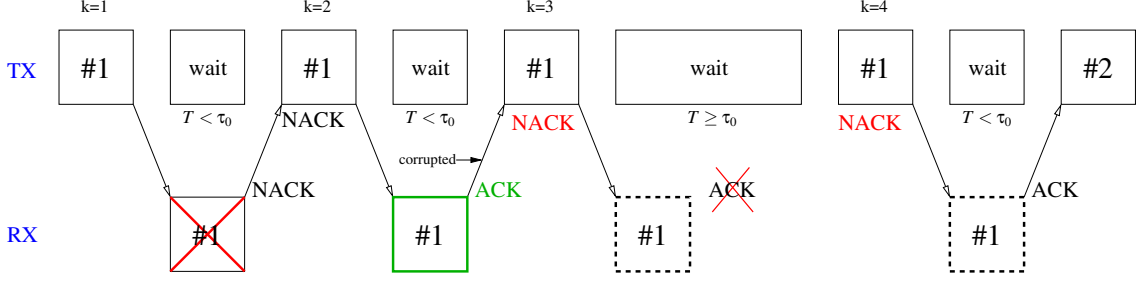 k=1 k=2 k=3 k=4
TX #1 wait #1 wait #1 wait #1 wait #2
T < τ₀ NACK T < τ₀ NACK T ≥ τ₀ NACK T < τ₀
corrupted
NACK ACK ACK ACK
RX #1 #1 #1 #1